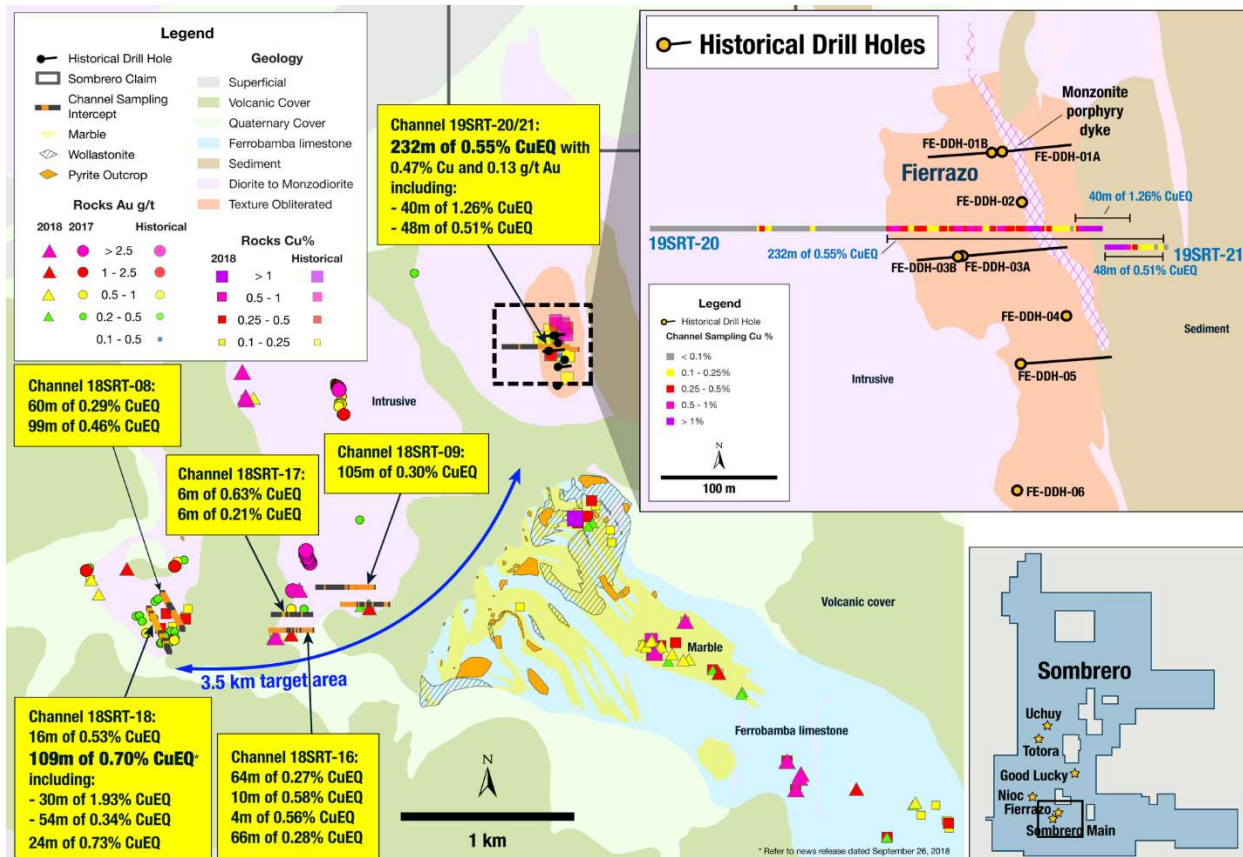 Legend
Historical Drill Hole
Sombrero Claim
Channel Sampling
Intercept
Marble
Wollastonite
Pyrite Outcrop
Geology
Superficial
Volcanic Cover
Quaternary Cover
Ferrobamba limestone
Sediment
Diorite to Monzodiorite
Texture Obliterated
Rocks Au g/t
2018 2017 Historical
> 2.5
1 - 2.5
0.5 - 1
0.2 - 0.5
0.1 - 0.5
Rocks Cu%
2018 Historical
> 1
0.5 - 1
0.25 - 0.5
0.1 - 0.25
Channel 19SRT-20/21:
232m of 0.55% CuEQ with
0.47% Cu and 0.13 g/t Au
including:
- 40m of 1.26% CuEQ
- 48m of 0.51% CuEQ
Channel 18SRT-08:
60m of 0.29% CuEQ
99m of 0.46% CuEQ
Intrusive
Channel 18SRT-17:
6m of 0.63% CuEQ
6m of 0.21% CuEQ
Channel 18SRT-09:
105m of 0.30% CuEQ
3.5 km target area
Volcanic cover
Marble
Ferrobamba limestone
Channel 18SRT-18:
16m of 0.53% CuEQ
109m of 0.70% CuEQ*
including:
- 30m of 1.93% CuEQ
- 54m of 0.34% CuEQ
24m of 0.73% CuEQ
Channel 18SRT-16:
64m of 0.27% CuEQ
10m of 0.58% CuEQ
4m of 0.56% CuEQ
66m of 0.28% CuEQ
N
1 km
* Refer to news release dated September 26, 2018
Historical Drill Holes
Monzonite
porphyry
dyke
FE-DDH-01B
FE-DDH-01A
Fierrazo
FE-DDH-02
40m of 1.26% CuEQ
19SRT-20
232m of 0.55% CuEQ
19SRT-21
48m of 0.51% CuEQ
FE-DDH-03B
FE-DDH-03A
FE-DDH-04
Sediment
FE-DDH-05
Intrusive
FE-DDH-06
Legend
Historical Drill Hole
Channel Sampling Cu %
< 0.1%
0.1 - 0.25%
0.25 - 0.5%
0.5 - 1%
> 1%
N
100 m
Sombrero
Uchuy
Totora
Good Lucky
Nioc
Fierrazo
Sombrero Main